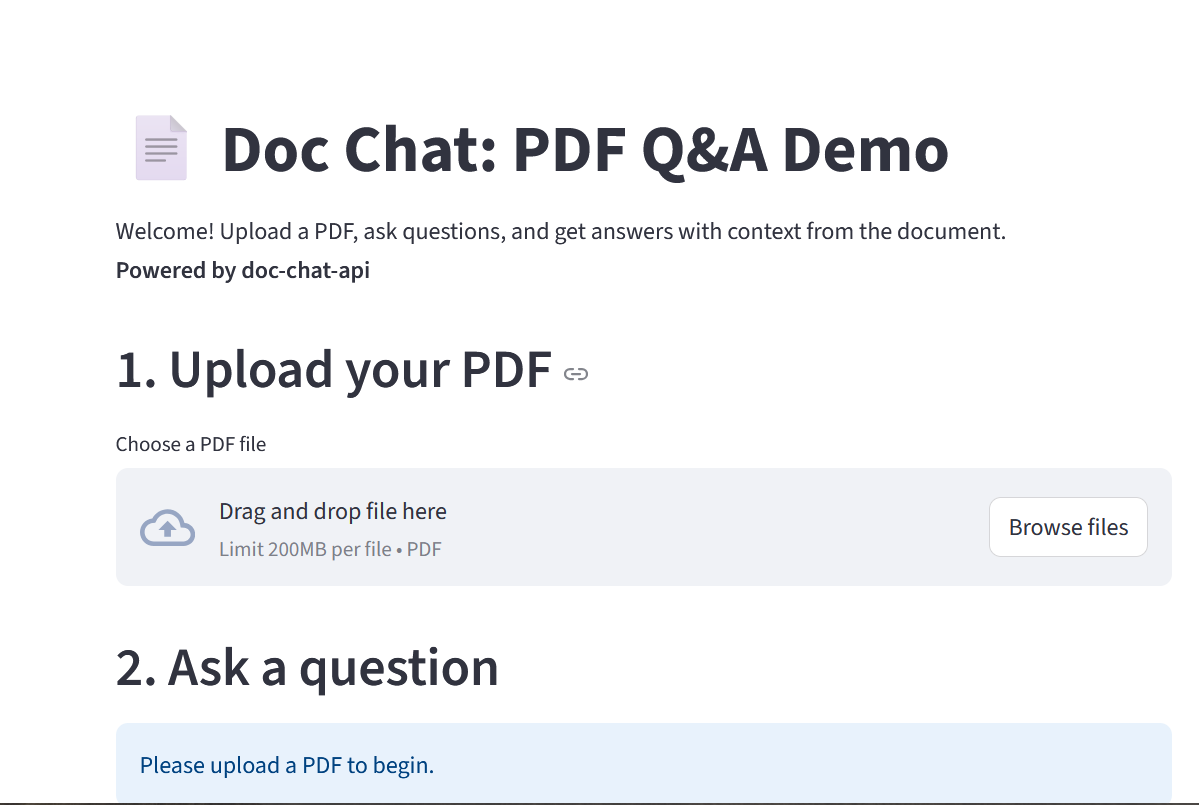 Doc Chat: PDF Q&A Demo
Welcome! Upload a PDF, ask questions, and get answers with context from the document.
Powered by doc-chat-api
1. Upload your PDF
Choose a PDF file
Drag and drop file here
Limit 200MB per file • PDF
Browse files
2. Ask a question
Please upload a PDF to begin.